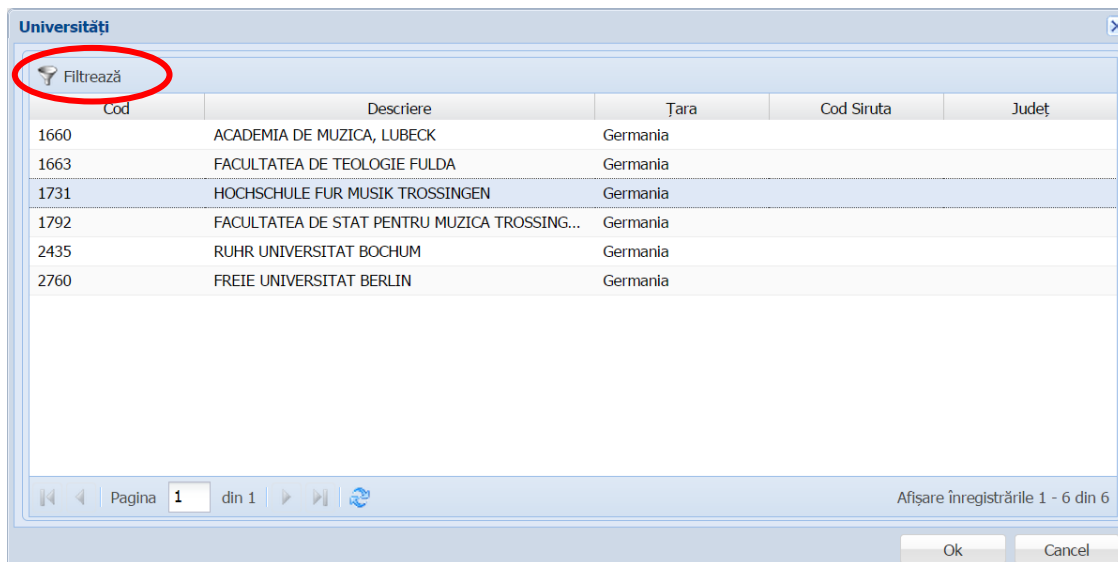 Universități
Filtrează
Cod Descriere Țara Cod Siruta Județ
1660 ACADEMIA DE MUZICA, LUBECK Germania
1663 FACULTATEA DE TEOLOGIE FULDA Germania
1731 HOCHSCHULE FUR MUSIK TROSSINGEN Germania
1792 FACULTATEA DE STAT PENTRU MUZICA TROSSING... Germania
2435 RUHR UNIVERSITAT BOCHUM Germania
2760 FREIE UNIVERSITAT BERLIN Germania
Pagina 1 din 1 Afișare înregistrările 1 - 6 din 6
Ok Cancel